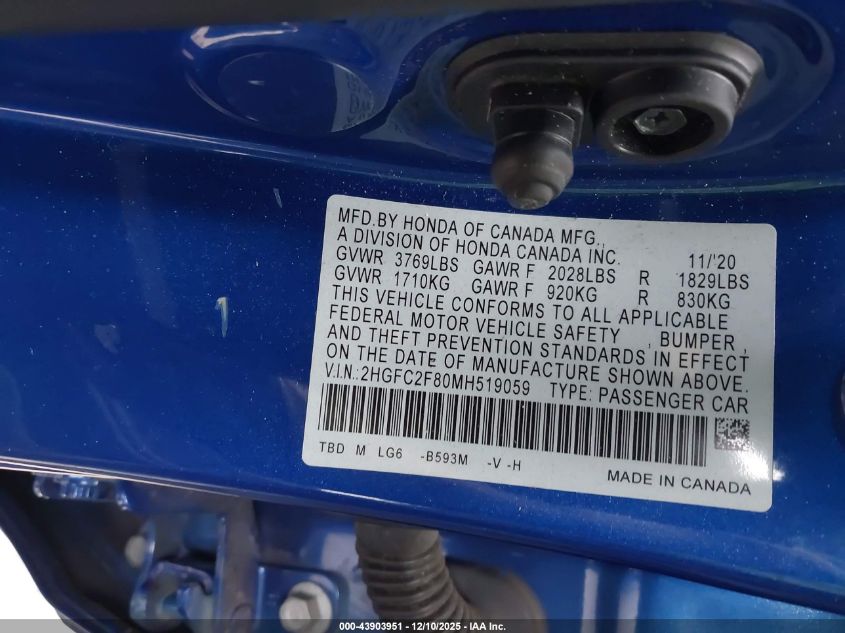 MFD.BY HONDA OF CANADA MFG.,
A DIVISION OF HONDA CANADA INC. 11/'20
GVWR 3769LBS GAWR F 2028LBS R 1829LBS
GVWR 1710KG GAWR F 920KG R 830KG
THIS VEHICLE CONFORMS TO ALL APPLICABLE
FEDERAL MOTOR VEHICLE SAFETY , BUMPER ,
AND THEFT PREVENTION STANDARDS IN EFFECT
ON THE DATE OF MANUFACTURE SHOWN ABOVE.
V.I.N.:2HGFC2F80MH519059 TYPE: PASSENGER CAR
TBD M LG6 -B593M -V -H
MADE IN CANADA
000-43903951 - 12/10/2025 - IAA Inc.